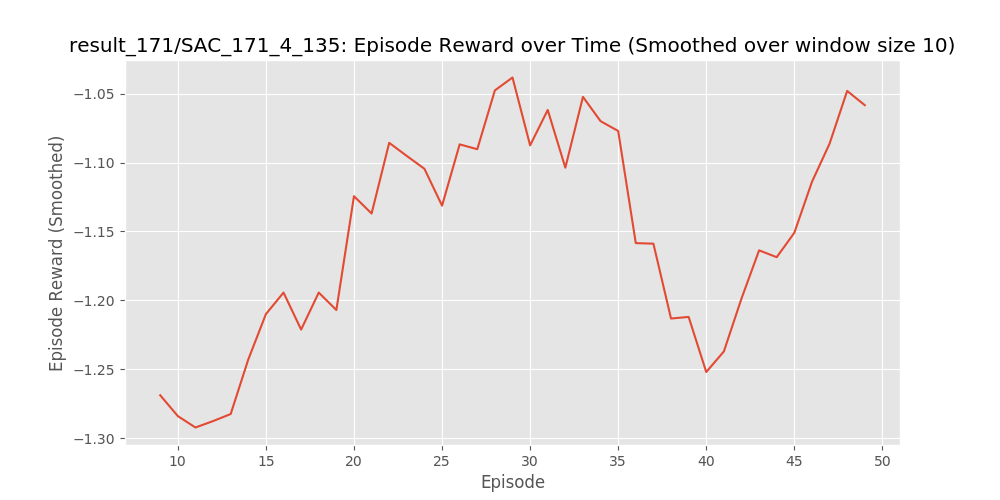 result_171/SAC_171_4_135: Episode Reward over Time (Smoothed over window size 10)
Episode Reward (Smoothed)
−1.05
−1.10
−1.15
−1.20
−1.25
−1.30
10 15 20 25 30 35 40 45 50
Episode